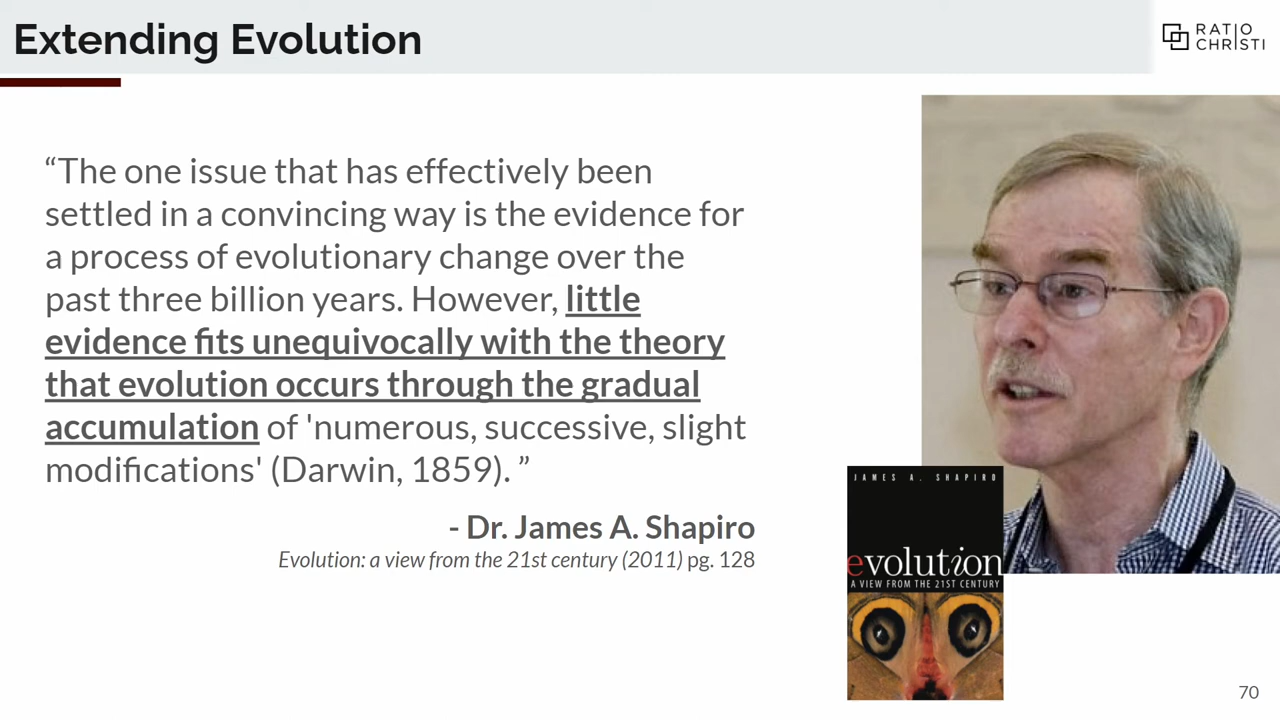 Extending Evolution
RATIO
CHRISTI
“The one issue that has effectively been
settled in a convincing way is the evidence for
a process of evolutionary change over the
past three billion years. However, little
evidence fits unequivocally with the theory
that evolution occurs through the gradual
accumulation of 'numerous, successive, slight
modifications' (Darwin, 1859). ”
- Dr. James A. Shapiro
Evolution: a view from the 21st century (2011) pg. 128
JAMES A. SHAPIRO
evolution
A VIEW FROM THE 21ST CENTURY
70